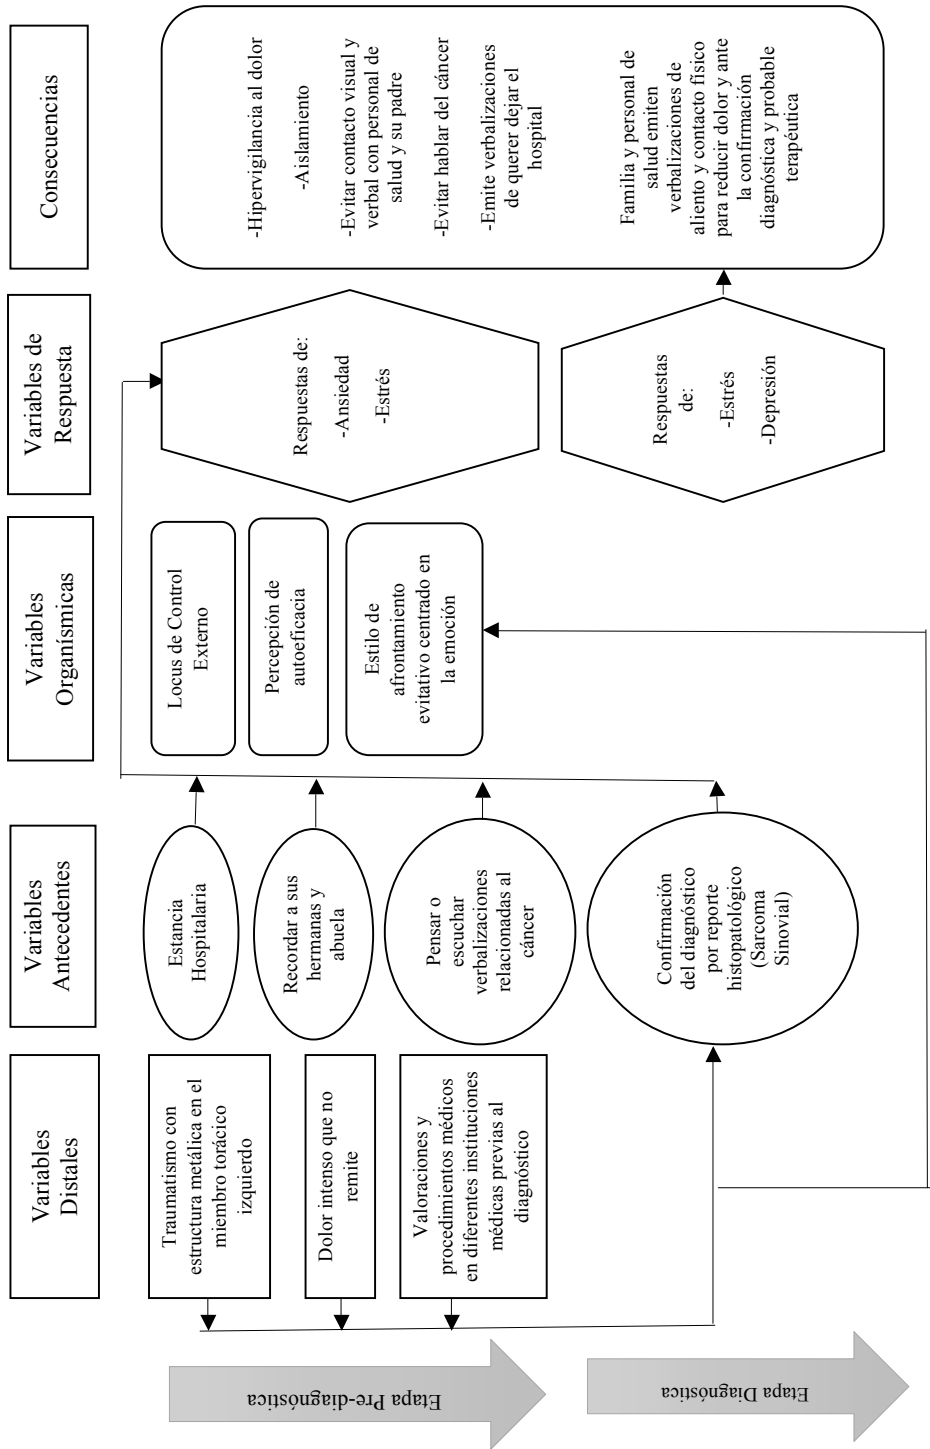 Variables
Distales
Variables
Antecedentes
Variables
Organísmicas
Variables de
Respuesta
Consecuencias
Etapa Pre-diagnóstica
Traumatismo con
estructura metálica en el
miembro torácico
izquierdo
Dolor intenso que no
remite
Valoraciones y
procedimientos médicos
en diferentes instituciones
médicas previas al
diagnóstico
Estancia
Hospitalaria
Recordar a sus
hermanas y
abuela
Pensar o
escuchar
verbalizaciones
relacionadas al
cáncer
Locus de Control
Externo
Percepción de
autoeficacia
Estilo de
afrontamiento
evitativo centrado en
la emoción
Respuestas de:
-Ansiedad
-Estrés
-Hipervigilancia al dolor
-Aislamiento
-Evitar contacto visual y
verbal con personal de
salud y su padre
-Evitar hablar del cáncer
-Emite verbalizaciones
de querer dejar el
hospital
Etapa Diagnóstica
Confirmación
del diagnóstico
por reporte
histopatológico
(Sarcoma
Sinovial)
Respuestas
de:
-Estrés
-Depresión
Familia y personal de
salud emiten
verbalizaciones de
aliento y contacto físico
para reducir dolor y ante
la confirmación
diagnóstica y probable
terapéutica